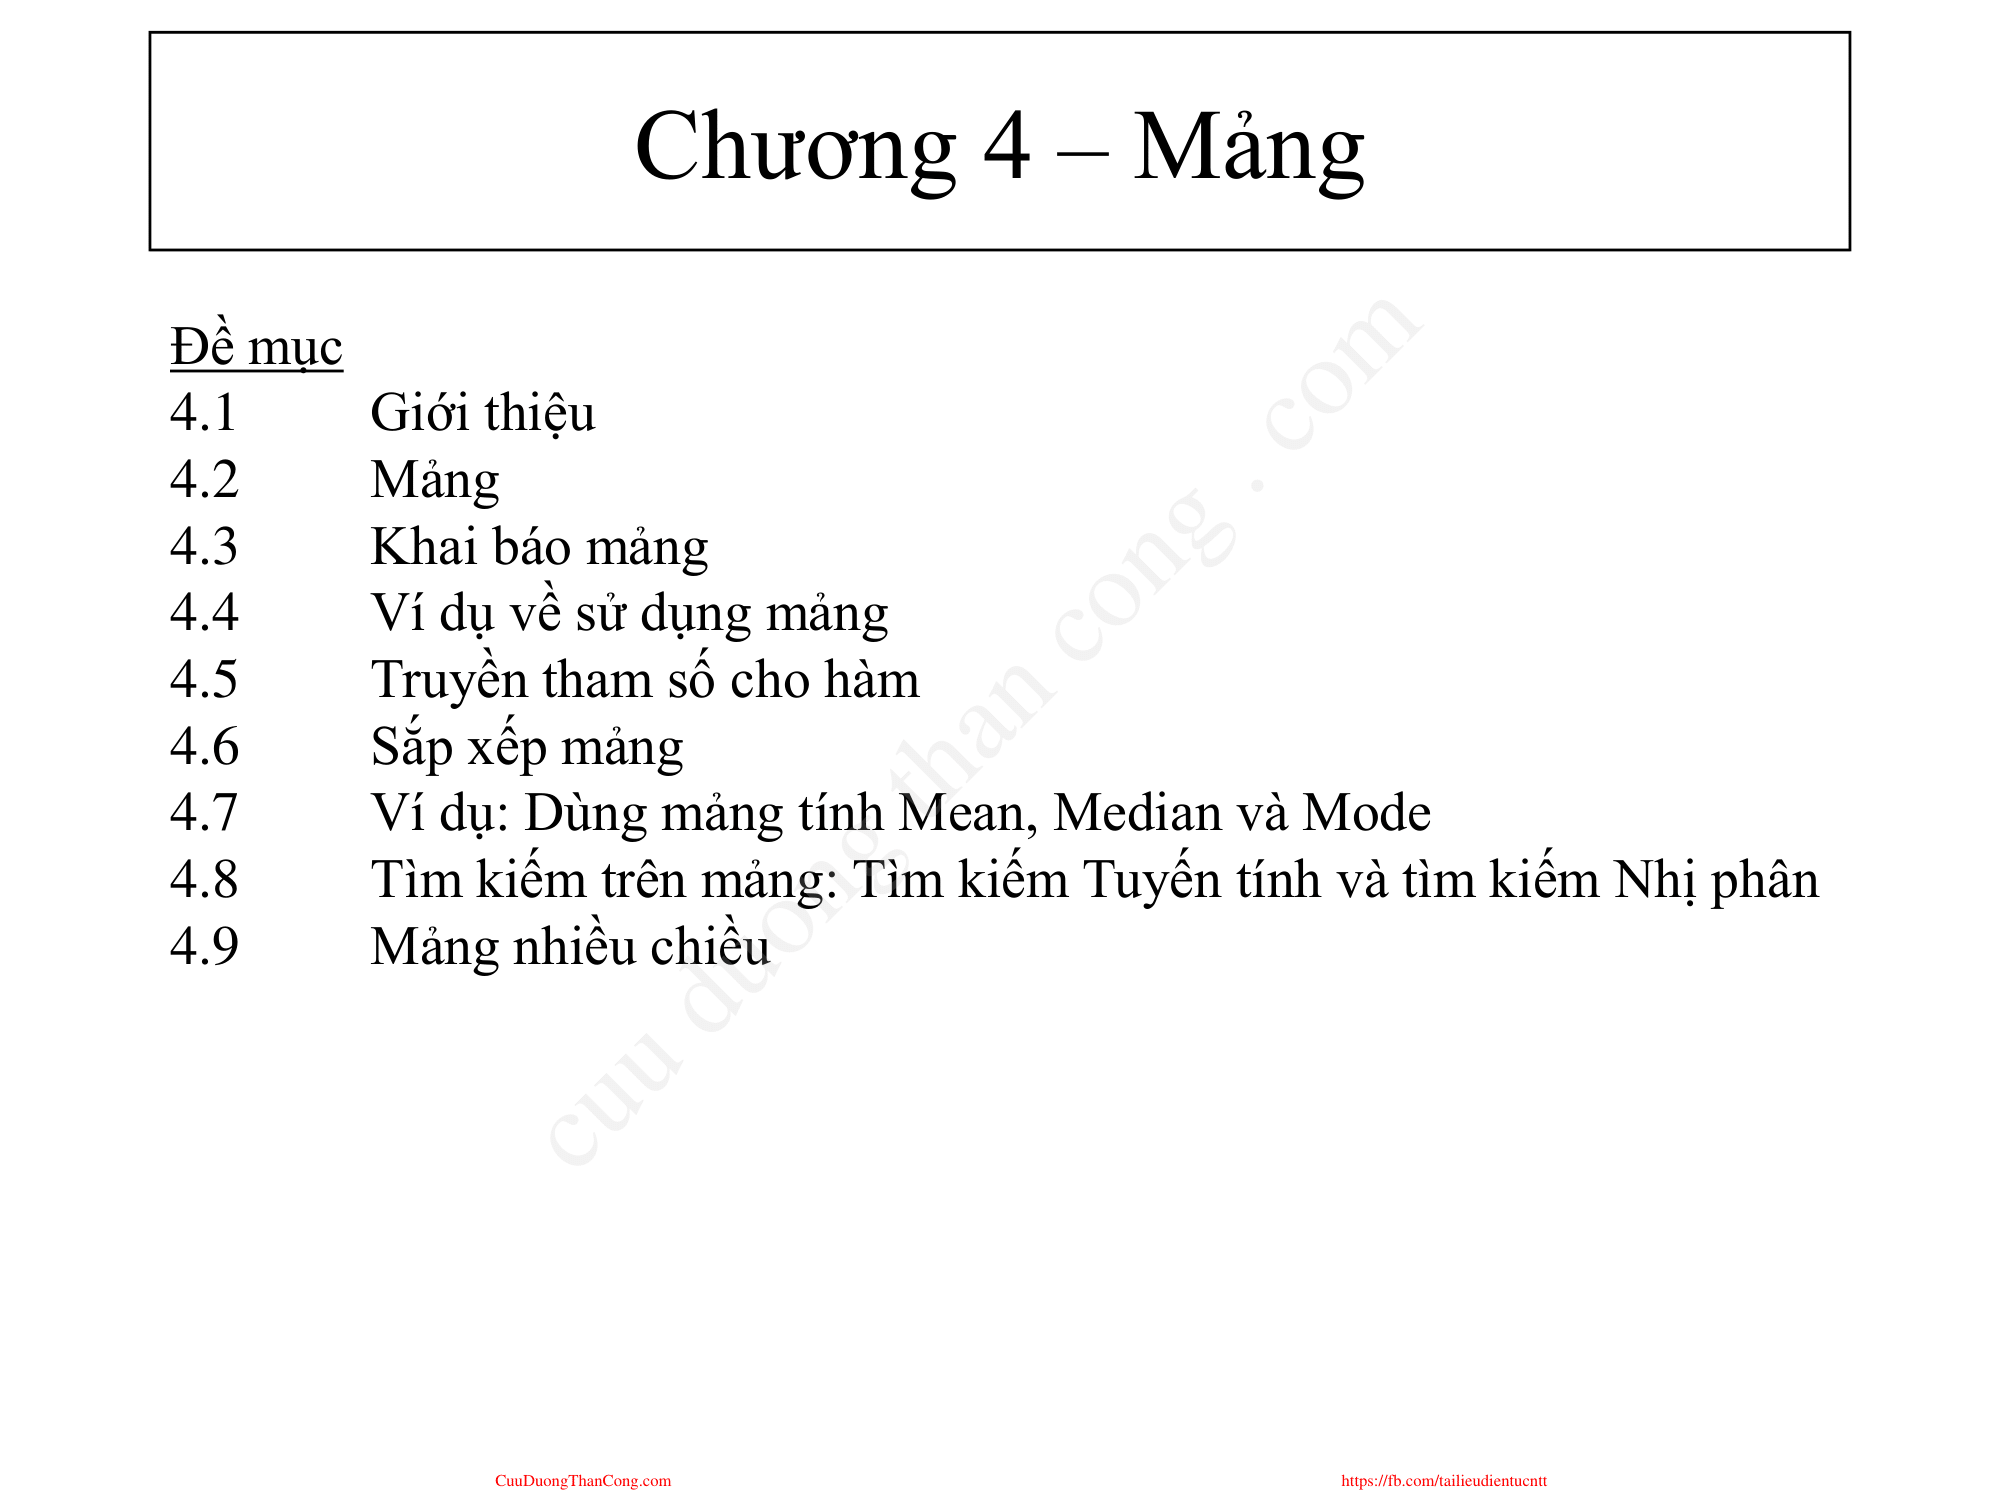 Chương 4 – Mảng
Đề mục
4.1 Giới thiệu
4.2 Mảng
4.3 Khai báo mảng
4.4 Ví dụ về sử dụng mảng
4.5 Truyền tham số cho hàm
4.6 Sắp xếp mảng
4.7 Ví dụ: Dùng mảng tính Mean, Median và Mode
4.8 Tìm kiếm trên mảng: Tìm kiếm Tuyến tính và tìm kiếm Nhị phân
4.9 Mảng nhiều chiều
cuu duong than cong . com
CuuDuongThanCong.com
https://fb.com/tailieudientucntt